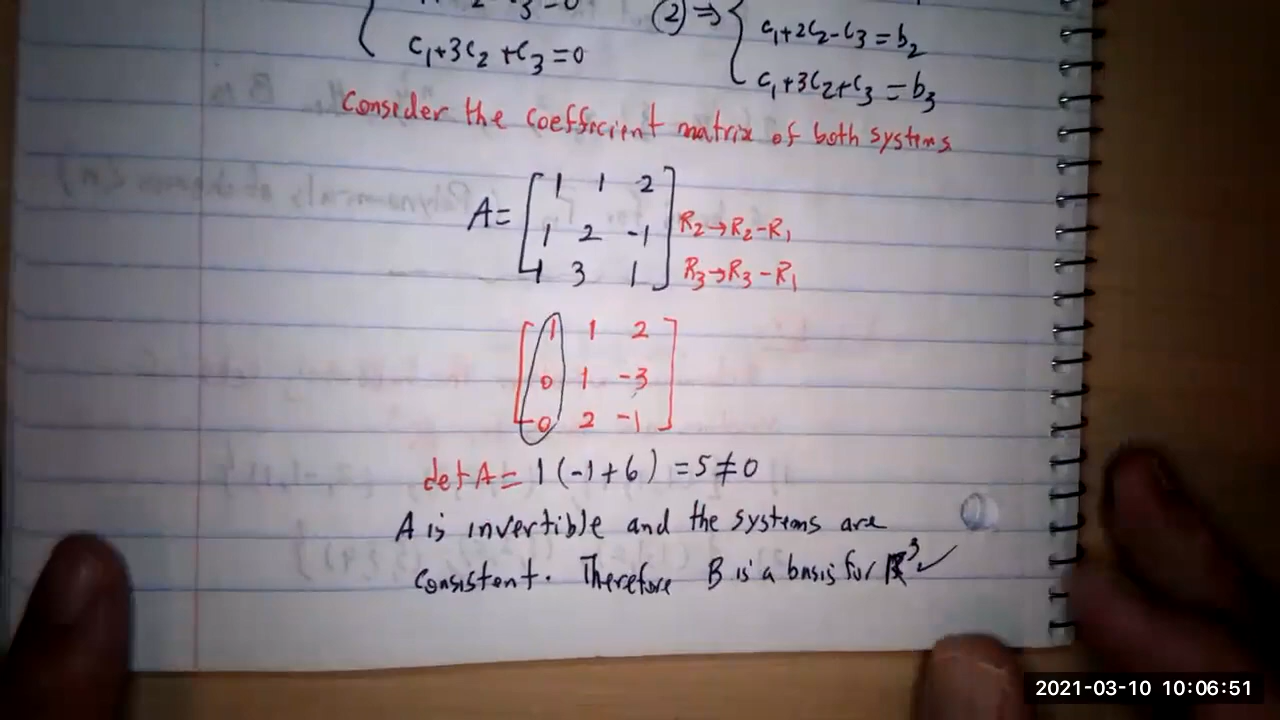 c₁+3c₂+c₃=0
(2) ⇒ { c₁+2c₂-c₃=b₂
c₁+3c₂+c₃=b₃
Consider the coefficient matrix of both systems
A= [ 1 1 2 ]
1 2 -1 R₂→R₂-R₁
1 3 1 R₃→R₃-R₁
[ 1 1 2 ]
0 1 -3
0 2 -1
det A= 1(-1+6) =5≠0
A is invertible and the systems are
consistent. Therefore B is a basis for ℝ³ ✓
2021-03-10 10:06:51